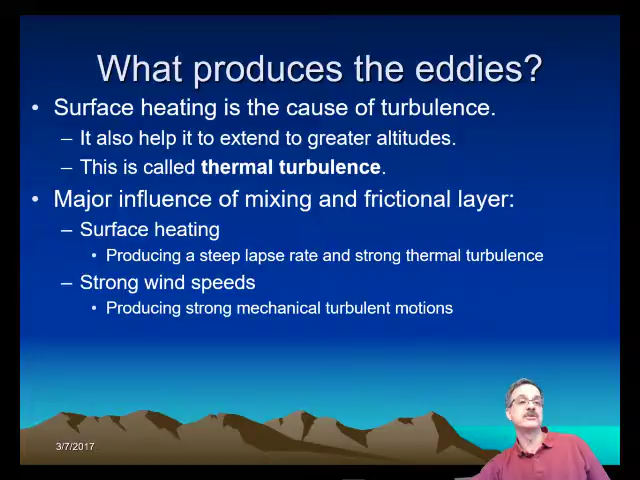 What produces the eddies?
• Surface heating is the cause of turbulence.
– It also help it to extend to greater altitudes.
– This is called thermal turbulence.
• Major influence of mixing and frictional layer:
– Surface heating
• Producing a steep lapse rate and strong thermal turbulence
– Strong wind speeds
• Producing strong mechanical turbulent motions
3/7/2017